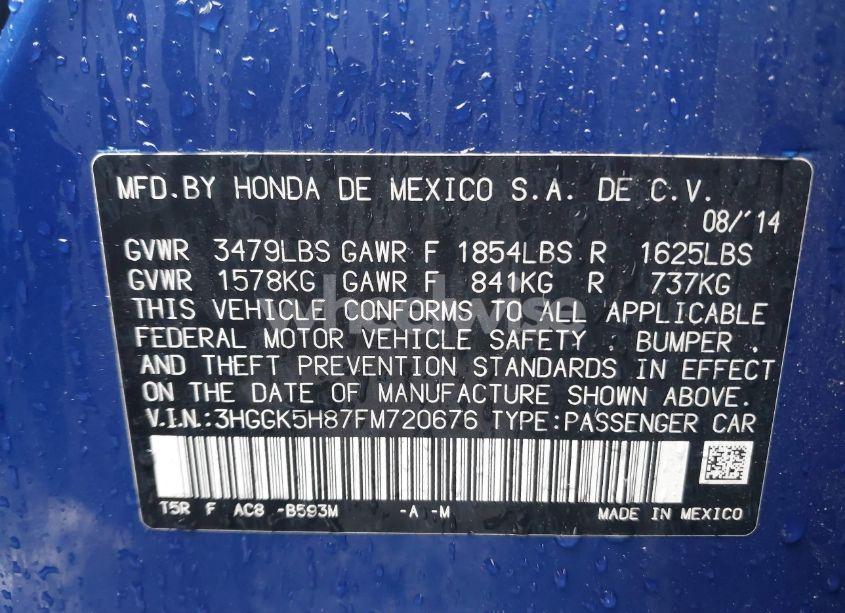 MFD.BY HONDA DE MEXICO S.A. DE C.V.
08/'14
GVWR 3479LBS GAWR F 1854LBS R 1625LBS
GVWR 1578KG GAWR F 841KG R 737KG
THIS VEHICLE CONFORMS TO ALL APPLICABLE
FEDERAL MOTOR VEHICLE SAFETY . BUMPER .
AND THEFT PREVENTION STANDARDS IN EFFECT
ON THE DATE OF MANUFACTURE SHOWN ABOVE.
V.I.N.:3HGGK5H87FM720676 TYPE:PASSENGER CAR
T5R F AC8 -B593M -A -M MADE IN MEXICO
wheelwise